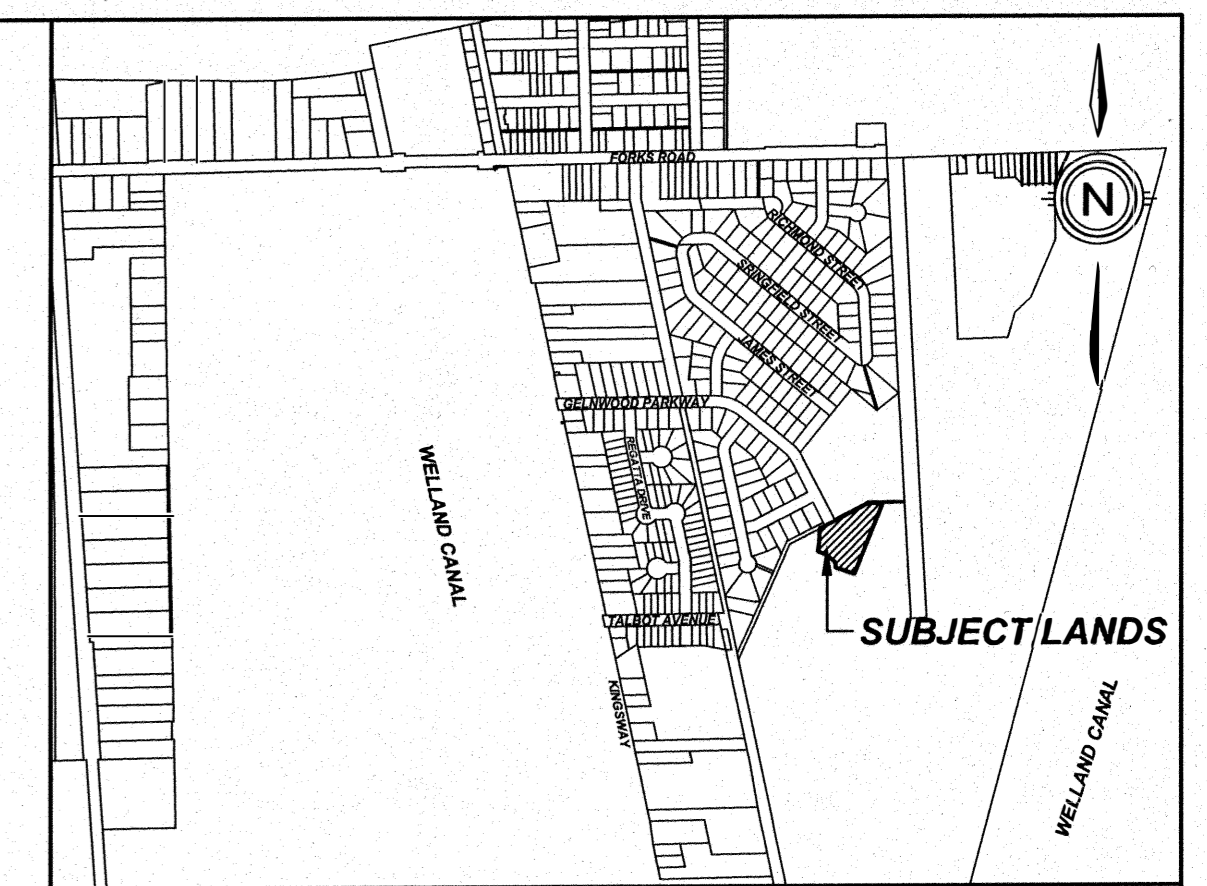 FORKS ROAD
N
RICHMOND STREET
SRINGFIELD STREET
JAMES STREET
GELNWOOD PARKWAY
REGATTA DRIVE
WELLAND CANAL
TALBOT AVENUE
SUBJECT LANDS
KINGSWAY
WELLAND CANAL